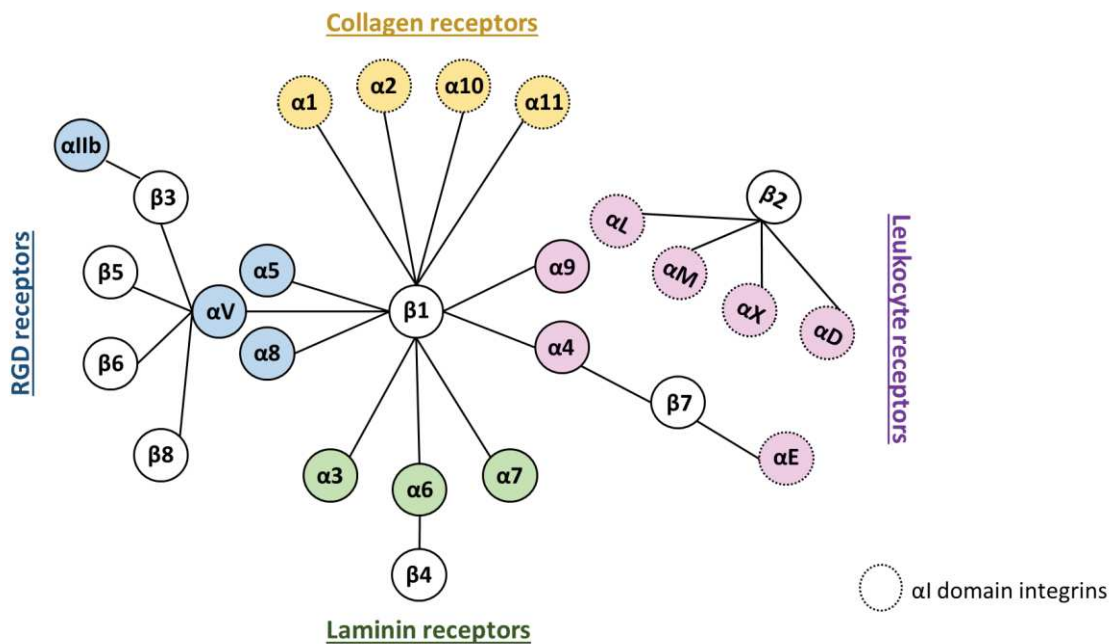 Collagen receptors
α1
α2
α10
α11
αIIb
β3
β2
αL
RGD receptors
Leukocyte receptors
β5
α5
α9
αM
αV
β1
αX
αD
β6
α8
α4
β7
β8
α3
α6
α7
αE
β4
αI domain integrins
Laminin receptors